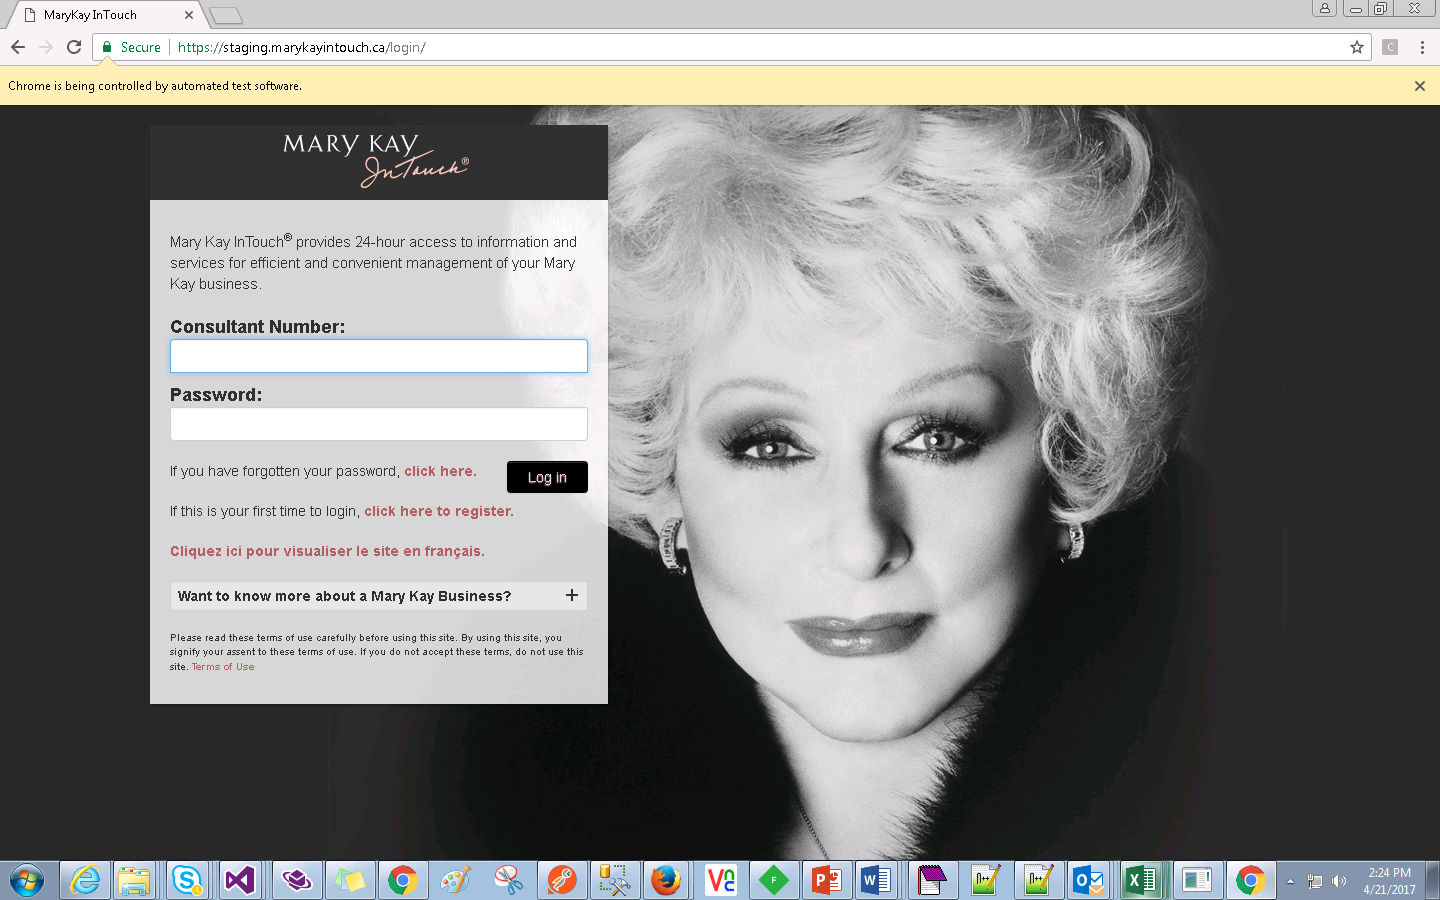 MaryKay InTouch
Secure
https://staging.marykayintouch.ca/login/
C
Chrome is being controlled by automated test software.
MARY KAY
InTouch®
Mary Kay InTouch® provides 24-hour access to information and
services for efficient and convenient management of your Mary
Kay business.
Consultant Number:
Password:
If you have forgotten your password, click here.
Log in
If this is your first time to login, click here to register.
Cliquez ici pour visualiser le site en français.
Want to know more about a Mary Kay Business?
Please read these terms of use carefully before using this site. By using this site, you
signify your assent to these terms of use. If you do not accept these terms, do not use this
site. Terms of Use
2:24 PM
4/21/2017